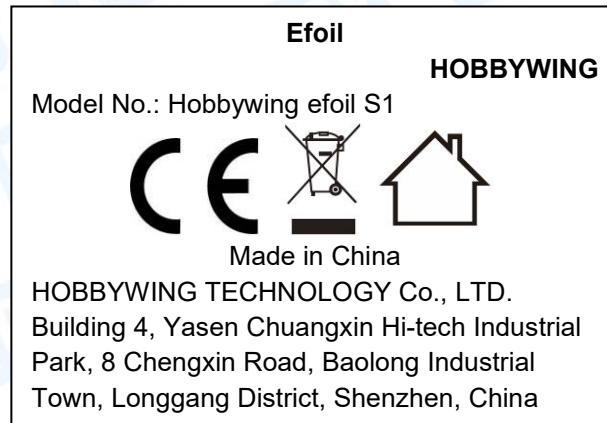 Efoil
HOBBYWING
Model No.: Hobbywing efoil S1
CE
Made in China
HOBBYWING TECHNOLOGY Co., LTD.
Building 4, Yasen Chuangxin Hi-tech Industrial
Park, 8 Chengxin Road, Baolong Industrial
Town, Longgang District, Shenzhen, China